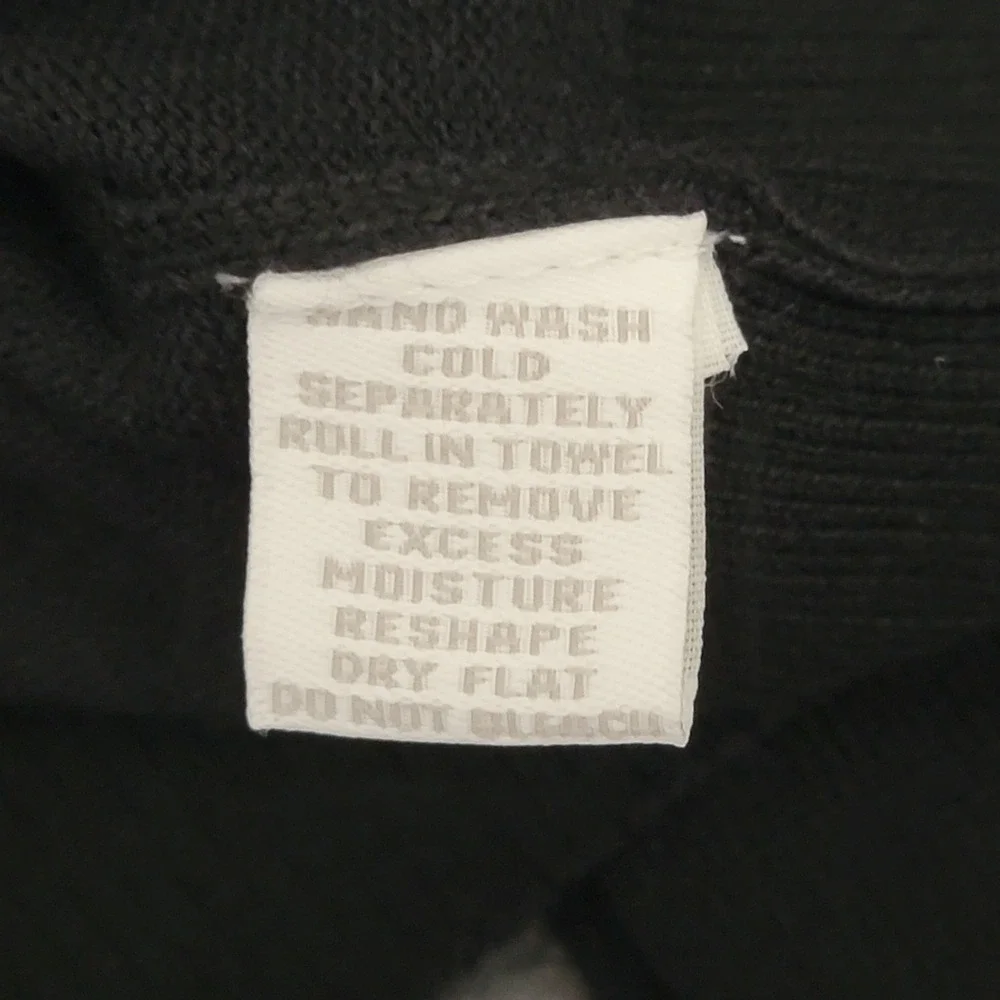 HAND WASH
COLD
SEPARATELY
ROLL IN TOWEL
TO REMOVE
EXCESS
MOISTURE
RESHAPE
DRY FLAT
DO NOT BLEACH